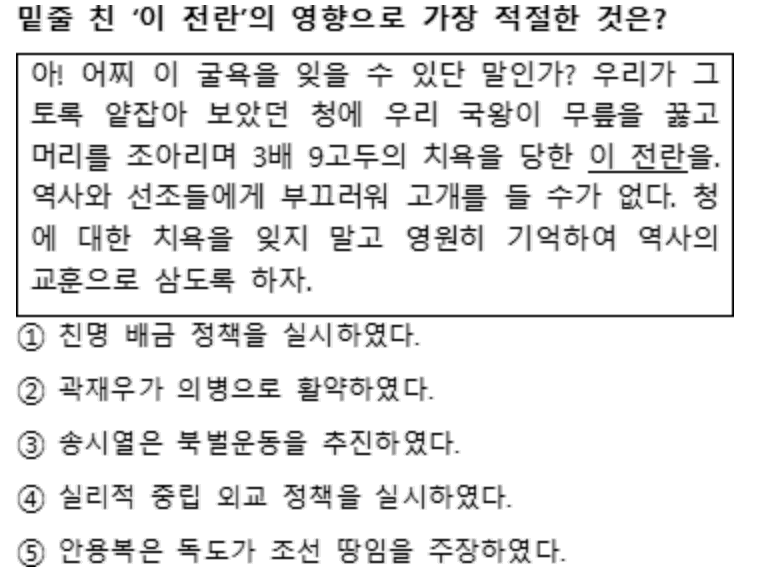 밑줄 친 ‘이 전란’의 영향으로 가장 적절한 것은?
아! 어찌 이 굴욕을 잊을 수 있단 말인가? 우리가 그
토록 얕잡아 보았던 청에 우리 국왕이 무릎을 꿇고
머리를 조아리며 3배 9고두의 치욕을 당한 이 전란을.
역사와 선조들에게 부끄러워 고개를 들 수가 없다. 청
에 대한 치욕을 잊지 말고 영원히 기억하여 역사의
교훈으로 삼도록 하자.
① 친명 배금 정책을 실시하였다.
② 곽재우가 의병으로 활약하였다.
③ 송시열은 북벌운동을 추진하였다.
④ 실리적 중립 외교 정책을 실시하였다.
⑤ 안용복은 독도가 조선 땅임을 주장하였다.